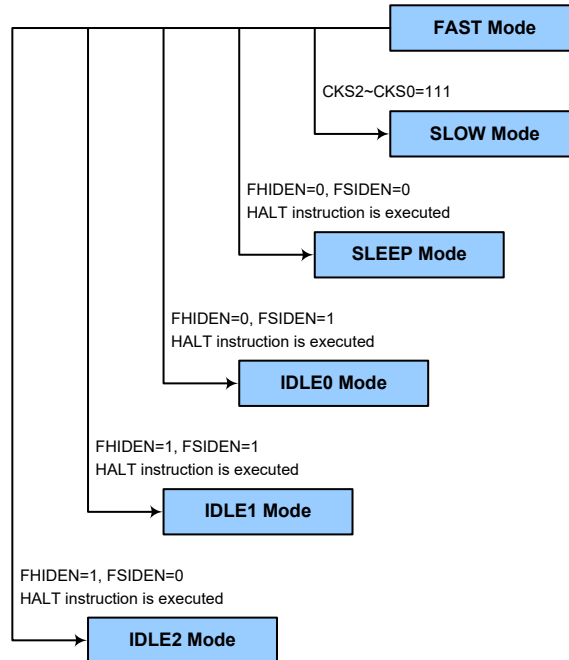 FAST Mode
CKS2~CKS0=111
SLOW Mode
FHIDEN=0, FSIDEN=0
HALT instruction is executed
SLEEP Mode
FHIDEN=0, FSIDEN=1
HALT instruction is executed
IDLE0 Mode
FHIDEN=1, FSIDEN=1
HALT instruction is executed
IDLE1 Mode
FHIDEN=1, FSIDEN=0
HALT instruction is executed
IDLE2 Mode